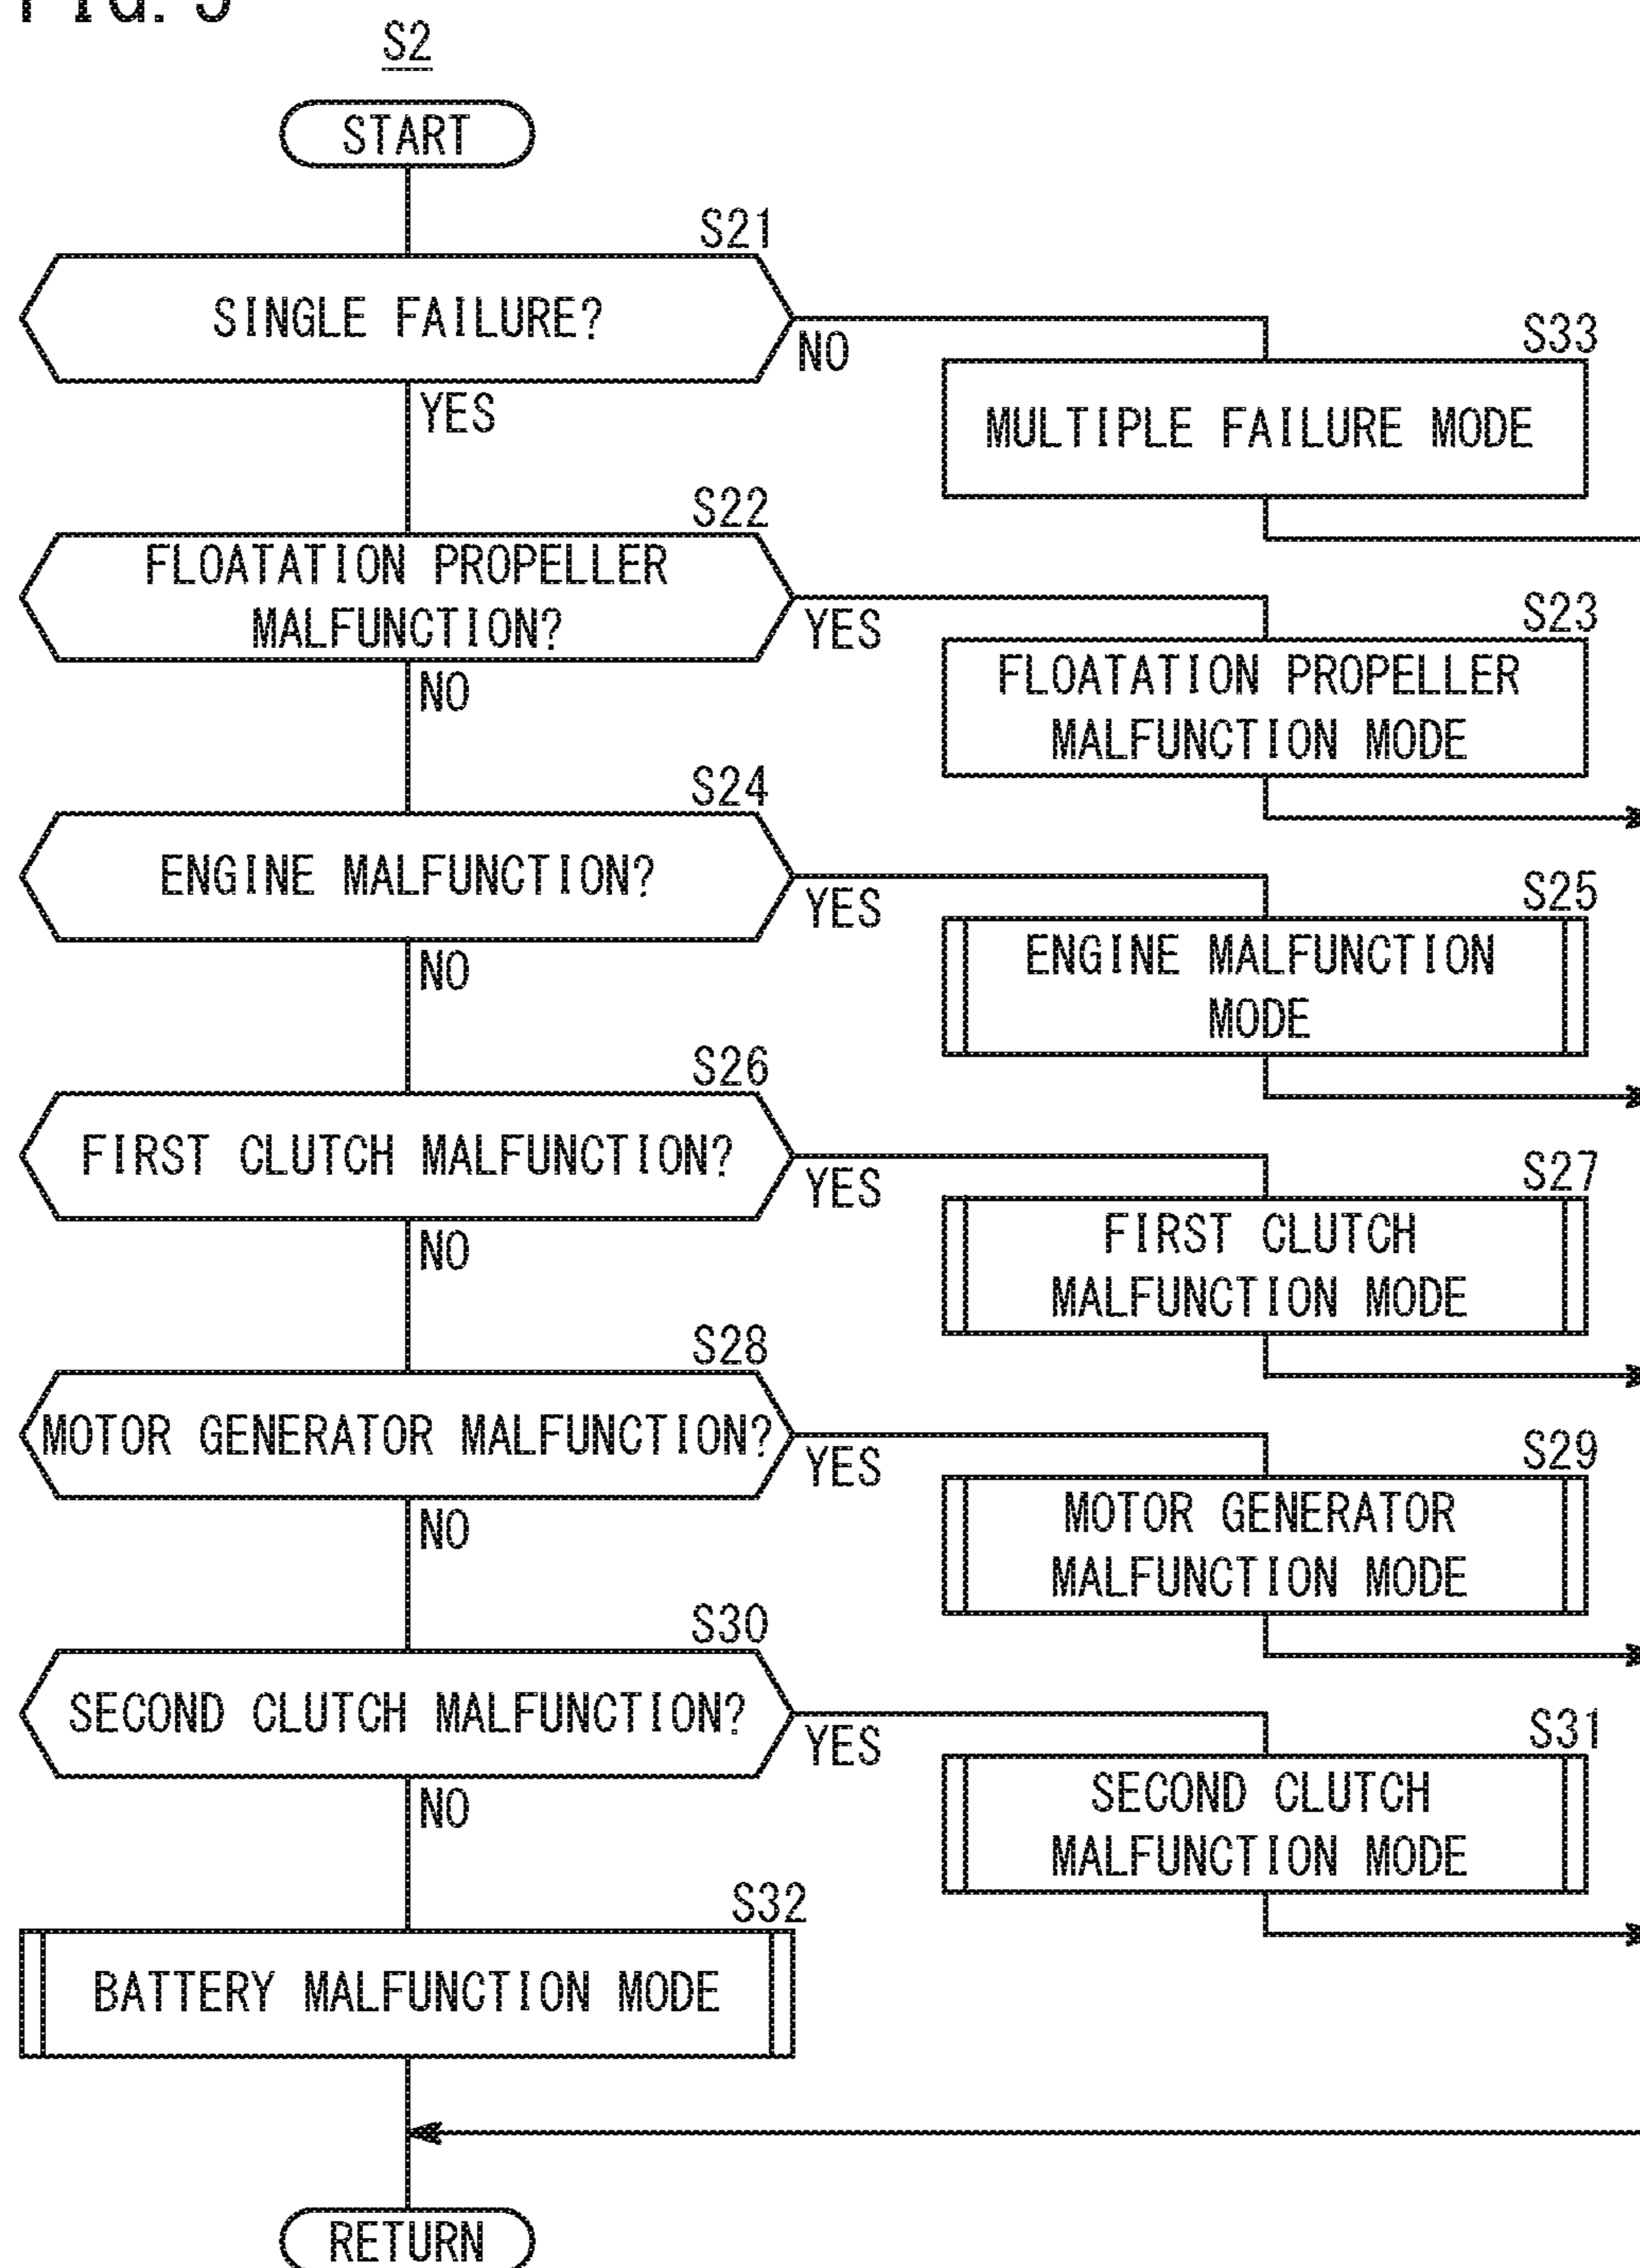 S2
START
S21
SINGLE FAILURE?
NO
YES
S33
MULTIPLE FAILURE MODE
S22
FLOATATION PROPELLER
MALFUNCTION?
YES
NO
S23
FLOATATION PROPELLER
MALFUNCTION MODE
S24
ENGINE MALFUNCTION?
YES
NO
S25
ENGINE MALFUNCTION
MODE
S26
FIRST CLUTCH MALFUNCTION?
YES
NO
S27
FIRST CLUTCH
MALFUNCTION MODE
S28
MOTOR GENERATOR MALFUNCTION?
YES
NO
S29
MOTOR GENERATOR
MALFUNCTION MODE
S30
SECOND CLUTCH MALFUNCTION?
YES
NO
S31
SECOND CLUTCH
MALFUNCTION MODE
S32
BATTERY MALFUNCTION MODE
RETURN